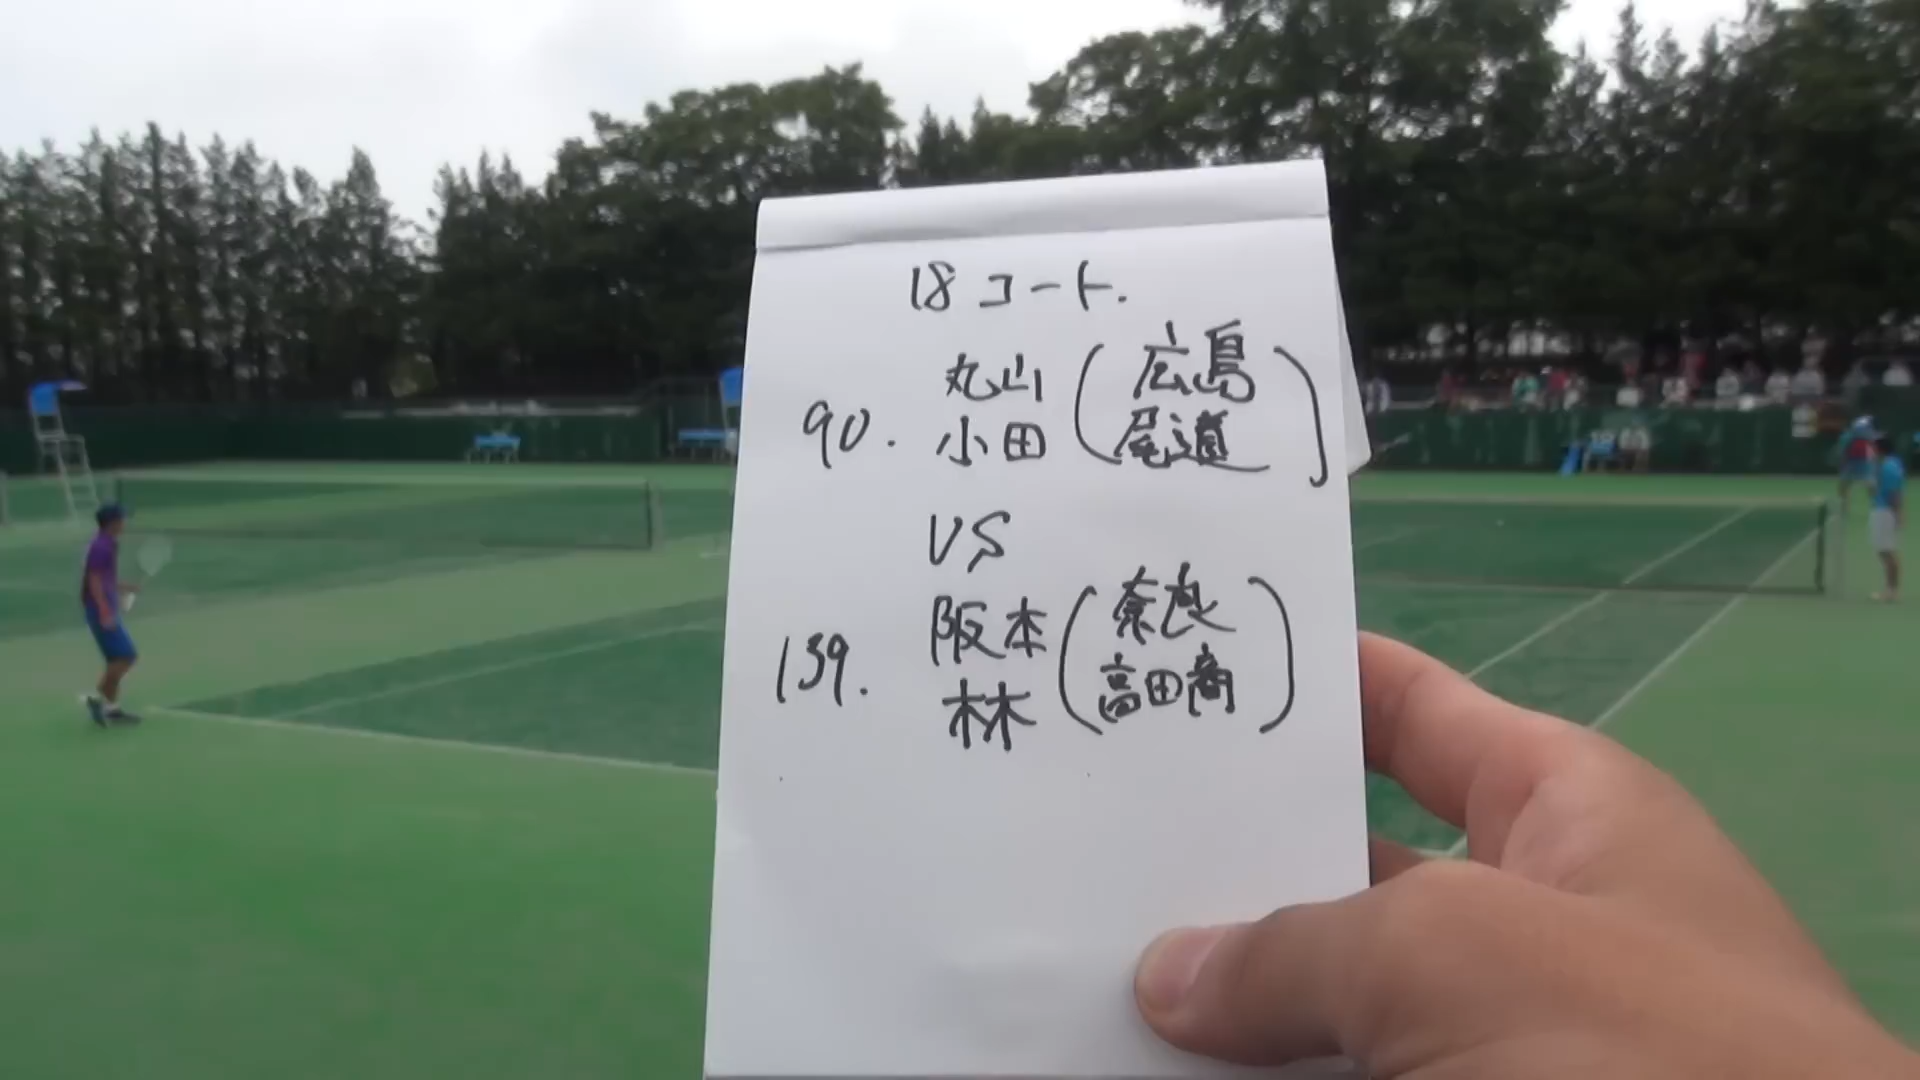 18コート.
90. 丸山 小田 (広島 尾道)
VS
139. 阪本 林 (奈良 高田商)